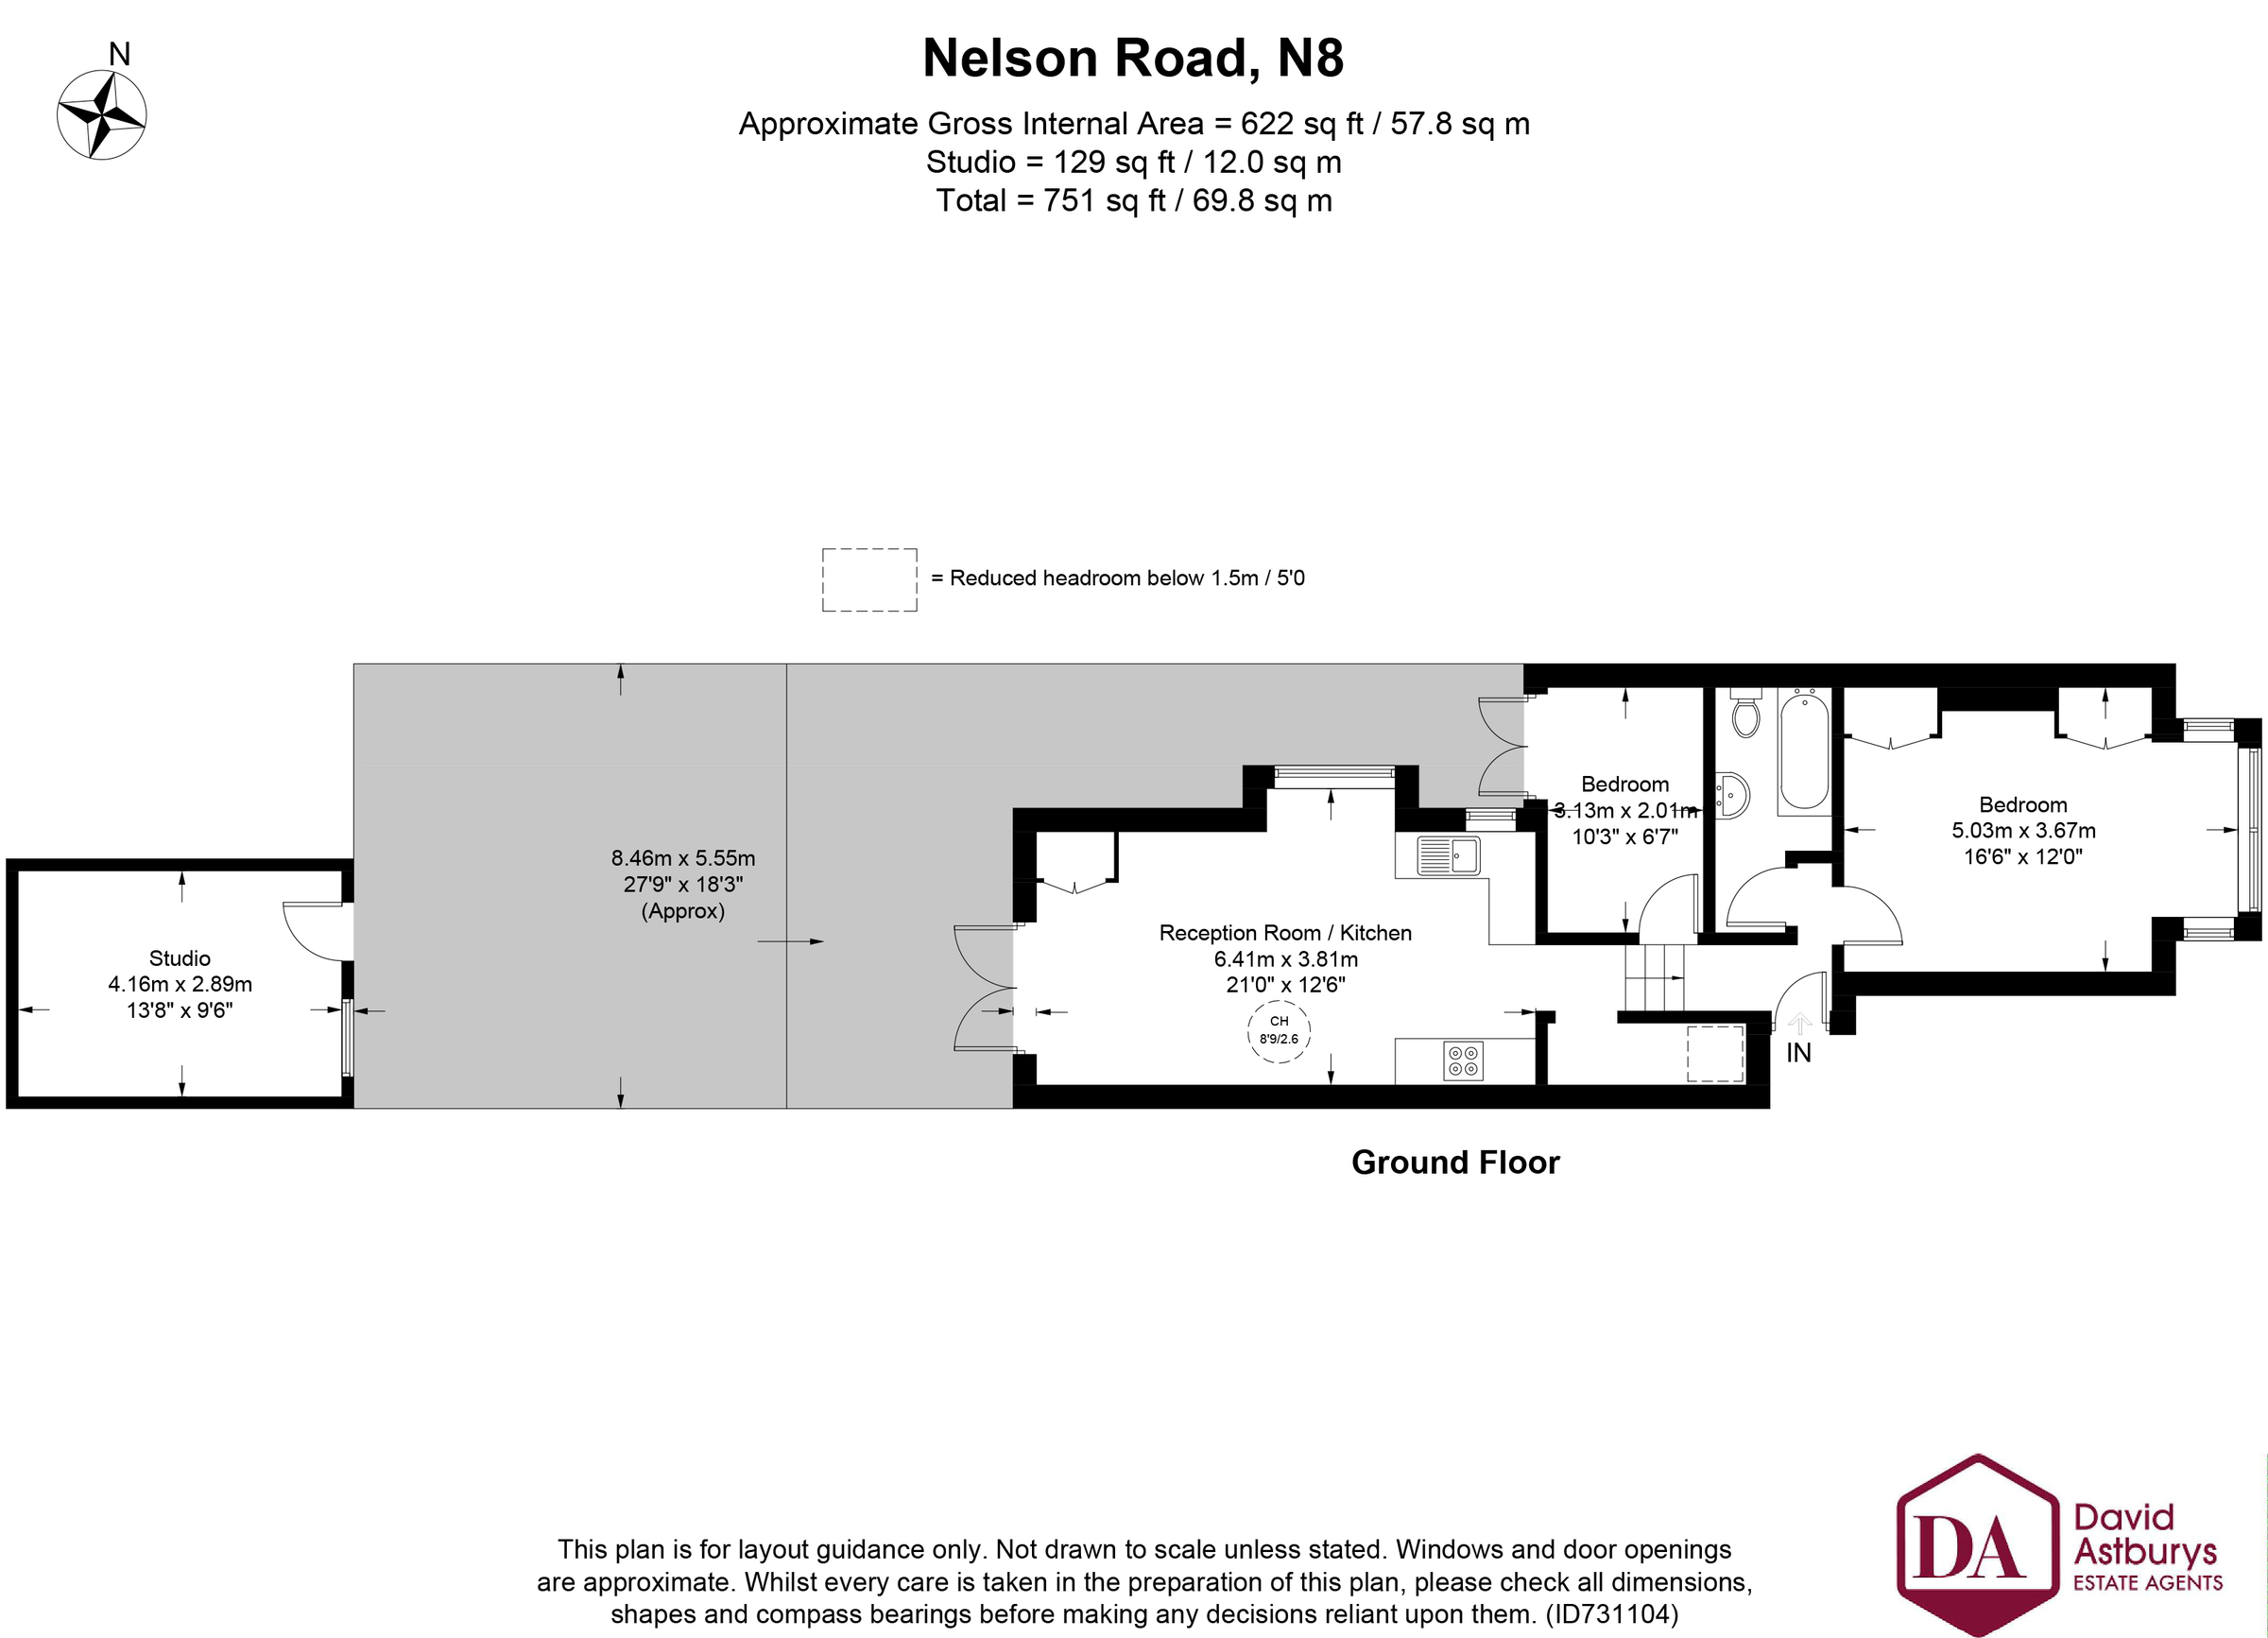 N
Nelson Road, N8
Approximate Gross Internal Area = 622 sq ft / 57.8 sq m
Studio = 129 sq ft / 12.0 sq m
Total = 751 sq ft / 69.8 sq m
= Reduced headroom below 1.5m / 5'0
Studio
4.16m x 2.89m
13'8" x 9'6"
8.46m x 5.55m
27'9" x 18'3"
(Approx)
Reception Room / Kitchen
6.41m x 3.81m
21'0" x 12'6"
CH
8'9/2.6
Bedroom
3.13m x 2.01m
10'3" x 6'7"
Bedroom
5.03m x 3.67m
16'6" x 12'0"
IN
Ground Floor
This plan is for layout guidance only. Not drawn to scale unless stated. Windows and door openings
are approximate. Whilst every care is taken in the preparation of this plan, please check all dimensions,
shapes and compass bearings before making any decisions reliant upon them. (ID731104)
DA
David
Astburys
ESTATE AGENTS